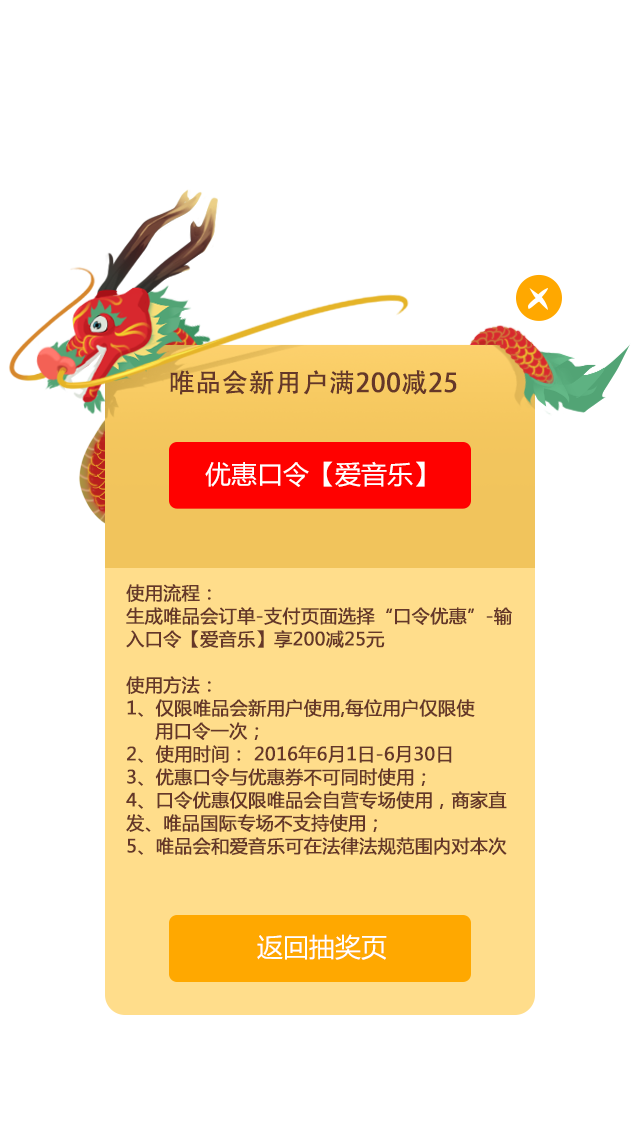 唯品会新用户满200减25
优惠口令【爱音乐】
使用流程：
生成唯品会订单-支付页面选择“口令优惠”-输
入口令【爱音乐】享200减25元
使用方法：
1、仅限唯品会新用户使用,每位用户仅限使
用口令一次；
2、使用时间： 2016年6月1日-6月30日
3、优惠口令与优惠券不可同时使用；
4、口令优惠仅限唯品会自营专场使用，商家直
发、唯品国际专场不支持使用；
5、唯品会和爱音乐可在法律法规范围内对本次
返回抽奖页